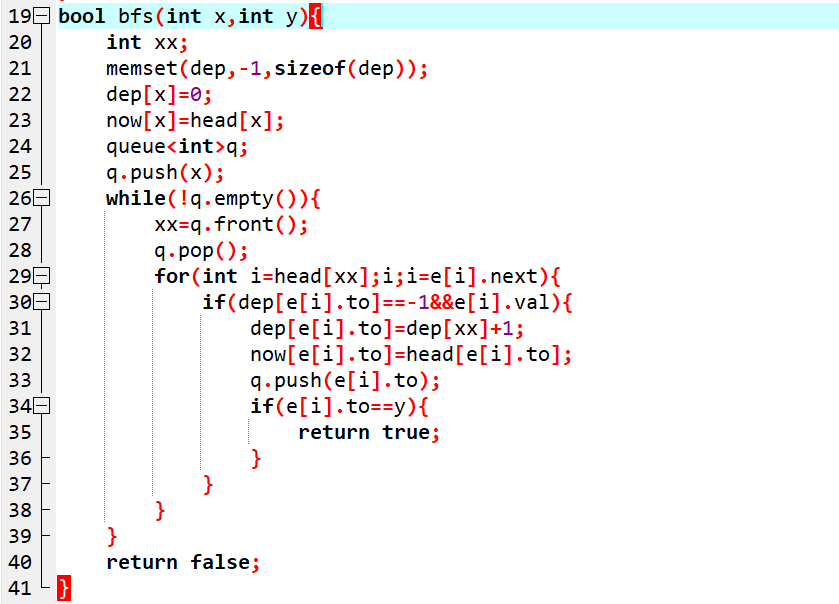 19 bool bfs(int x,int y){
20     int xx;
21     memset(dep,-1,sizeof(dep));
22     dep[x]=0;
23     now[x]=head[x];
24     queue<int>q;
25     q.push(x);
26     while(!q.empty()){
27         xx=q.front();
28         q.pop();
29         for(int i=head[xx];i;i=e[i].next){
30             if(dep[e[i].to]==-1&&e[i].val){
31                 dep[e[i].to]=dep[xx]+1;
32                 now[e[i].to]=head[e[i].to];
33                 q.push(e[i].to);
34                 if(e[i].to==y){
35                     return true;
36                 }
37             }
38         }
39     }
40     return false;
41 }